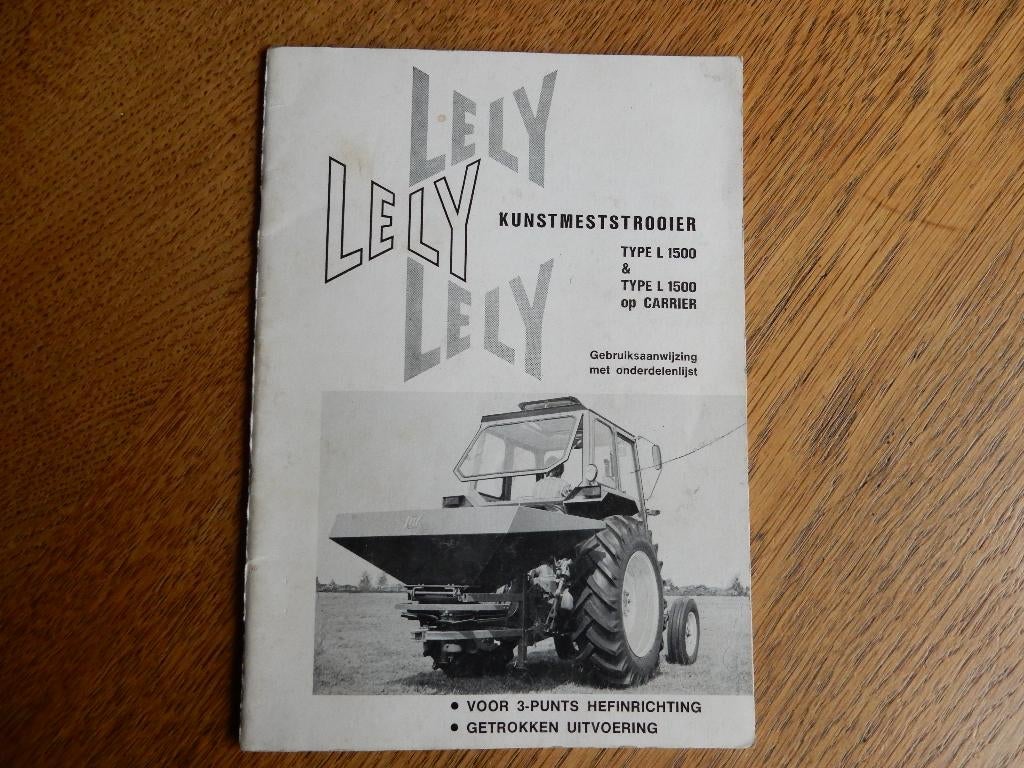 LELY
LELY
LELY
KUNSTMESTSTROOIER
TYPE L 1500
&
TYPE L 1500
op CARRIER
Gebruiksaanwijzing
met onderdelenlijst
• VOOR 3-PUNTS HEFINRICHTING
• GETROKKEN UITVOERING